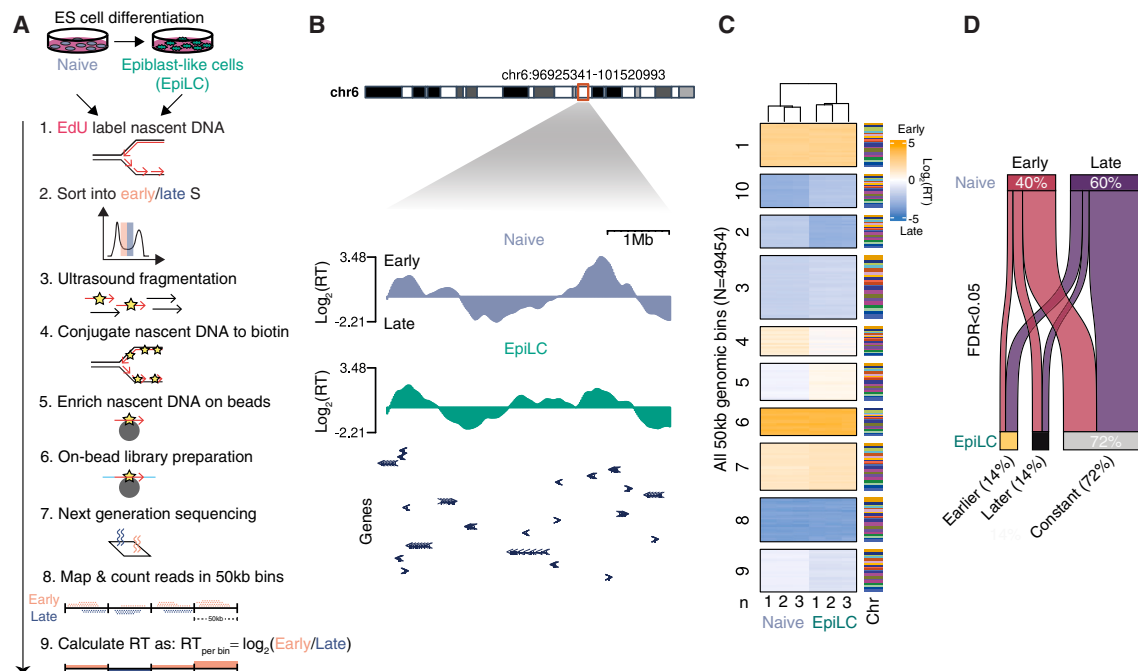 A
ES cell differentiation
Naive
Epiblast-like cells
(EpiLC)
1. EdU label nascent DNA
2. Sort into early/late S
3. Ultrasound fragmentation
4. Conjugate nascent DNA to biotin
5. Enrich nascent DNA on beads
6. On-bead library preparation
7. Next generation sequencing
8. Map & count reads in 50kb bins
Early
Late
50kb
9. Calculate RT as: RT per bin = log2(Early/Late)
B
chr6:96925341-101520993
chr6
1Mb
Naive
3.48
Early
Log2(RT)
-2.21
Late
EpiLC
3.48
Log2(RT)
-2.21
Genes
C
All 50kb genomic bins (N=49454)
1
10
2
3
4
5
6
7
8
9
n
1 2 3
1 2 3
Naive
EpiLC
Chr
Early
5
0
-5
Late
Log2(RT)
D
Early
Late
Naive
40%
60%
FDR<0.05
EpiLC
72%
Earlier (14%)
Later (14%)
Constant (72%)
14%